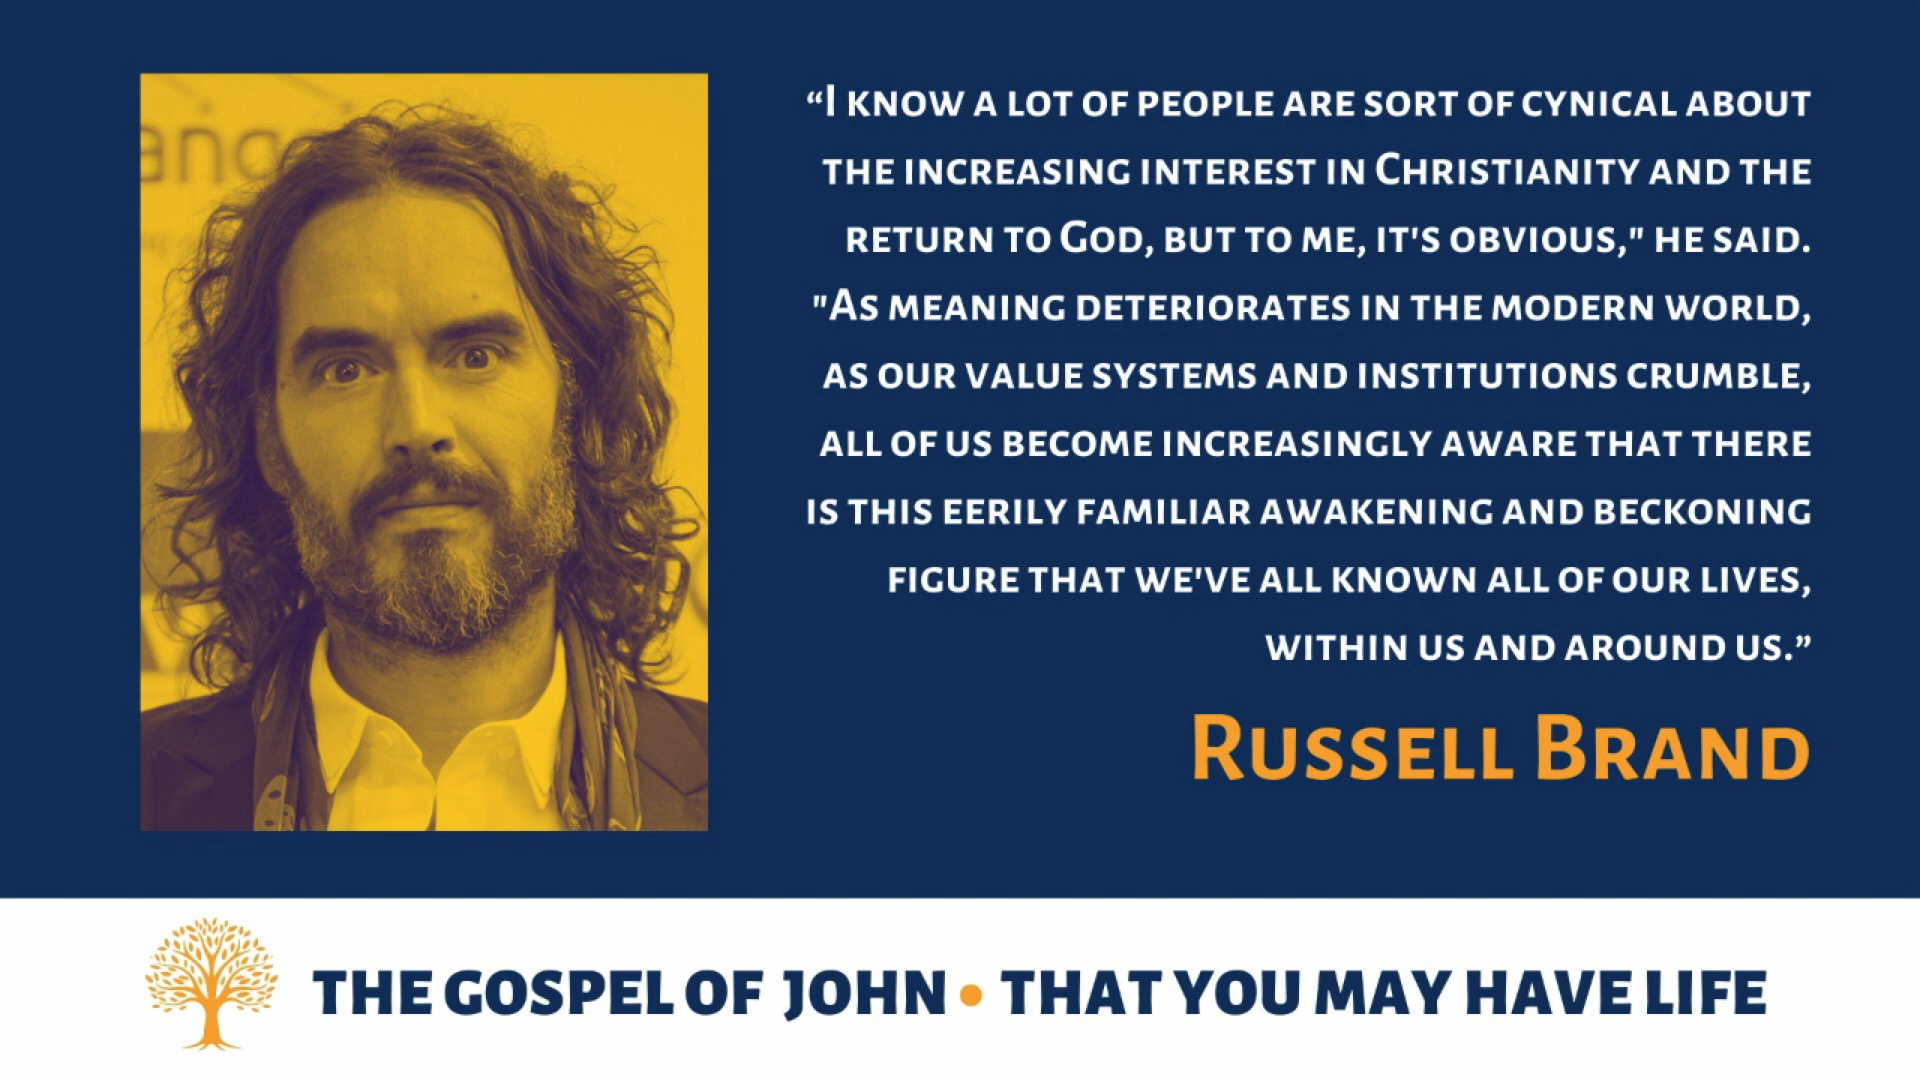 ang
“I KNOW A LOT OF PEOPLE ARE SORT OF CYNICAL ABOUT
THE INCREASING INTEREST IN CHRISTIANITY AND THE
RETURN TO GOD, BUT TO ME, IT'S OBVIOUS," HE SAID.
"AS MEANING DETERIORATES IN THE MODERN WORLD,
AS OUR VALUE SYSTEMS AND INSTITUTIONS CRUMBLE,
ALL OF US BECOME INCREASINGLY AWARE THAT THERE
IS THIS EERILY FAMILIAR AWAKENING AND BECKONING
FIGURE THAT WE'VE ALL KNOWN ALL OF OUR LIVES,
WITHIN US AND AROUND US.”
RUSSELL BRAND
THE GOSPEL OF JOHN • THAT YOU MAY HAVE LIFE